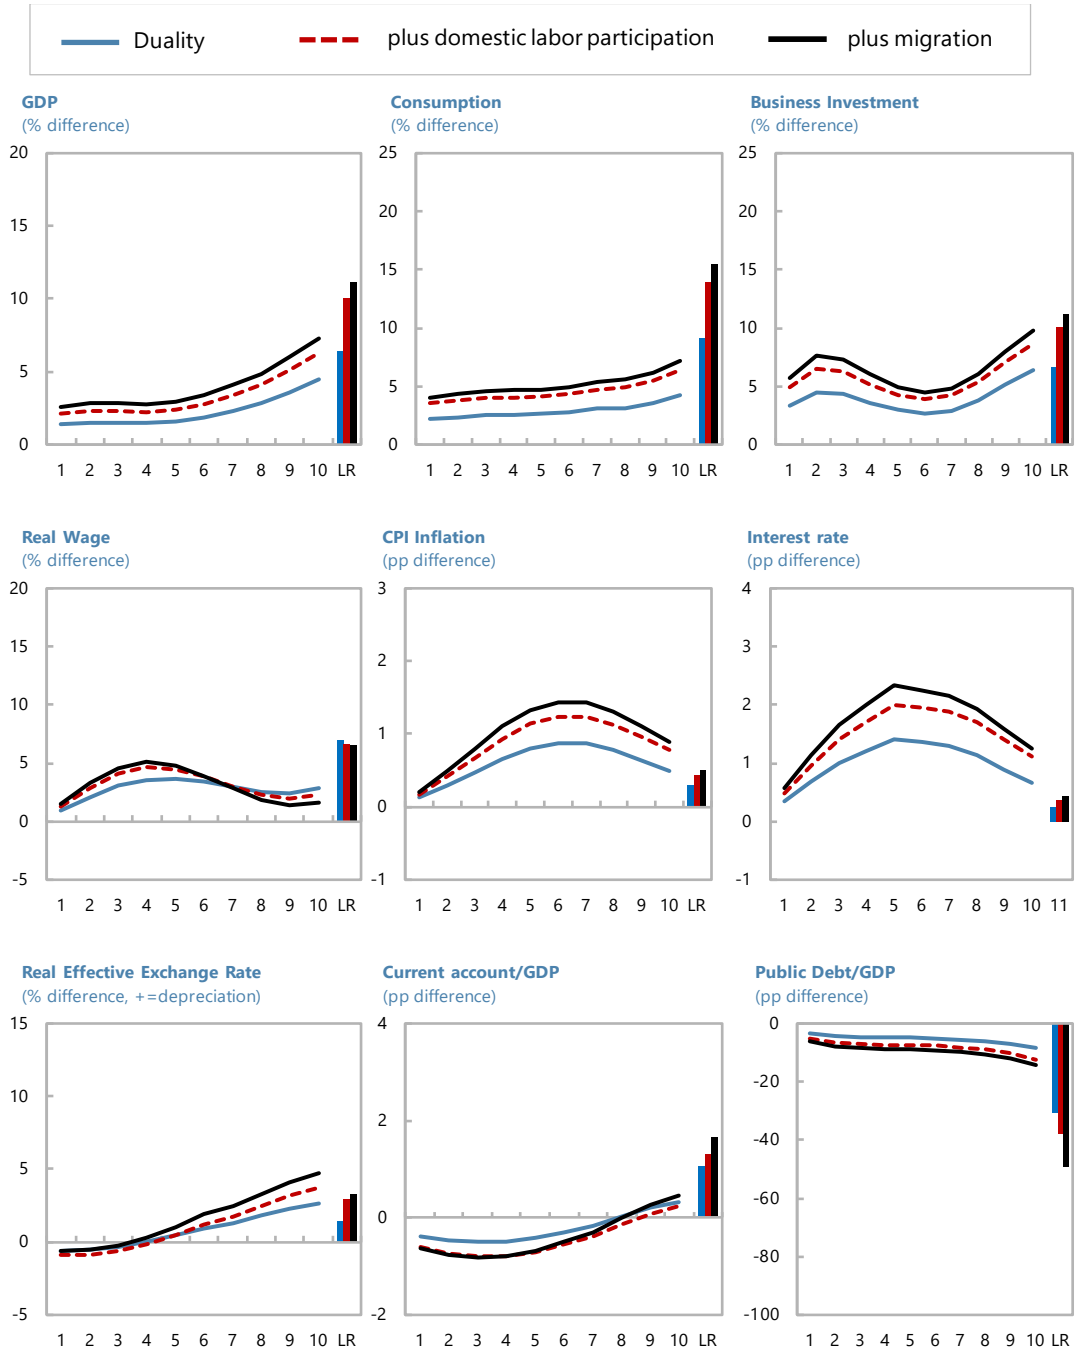 Duality plus domestic labor participation plus migration
GDP Consumption Business Investment
(% difference) (% difference) (% difference)
20 25 25
20 20
15
15 15
10
10 10
5
5 5
0 0 0
1 2 3 4 5 6 7 8 9 10 LR 1 2 3 4 5 6 7 8 9 10 LR 1 2 3 4 5 6 7 8 9 10 LR
Real Wage CPI Inflation Interest rate
(% difference) (pp difference) (pp difference)
20 3 4
15 3
2
10 2
1
5 1
0 0 0
-5 -1 -1
1 2 3 4 5 6 7 8 9 10 LR 1 2 3 4 5 6 7 8 9 10 LR 1 2 3 4 5 6 7 8 9 10 11
Real Effective Exchange Rate Current account/GDP Public Debt/GDP
(% difference, +=depreciation) (pp difference) (pp difference)
15 4 0
-20
10
2
-40
5
0 -60
0
-80
-5 -2 -100
1 2 3 4 5 6 7 8 9 10 LR 1 2 3 4 5 6 7 8 9 10 LR 1 2 3 4 5 6 7 8 9 10 LR